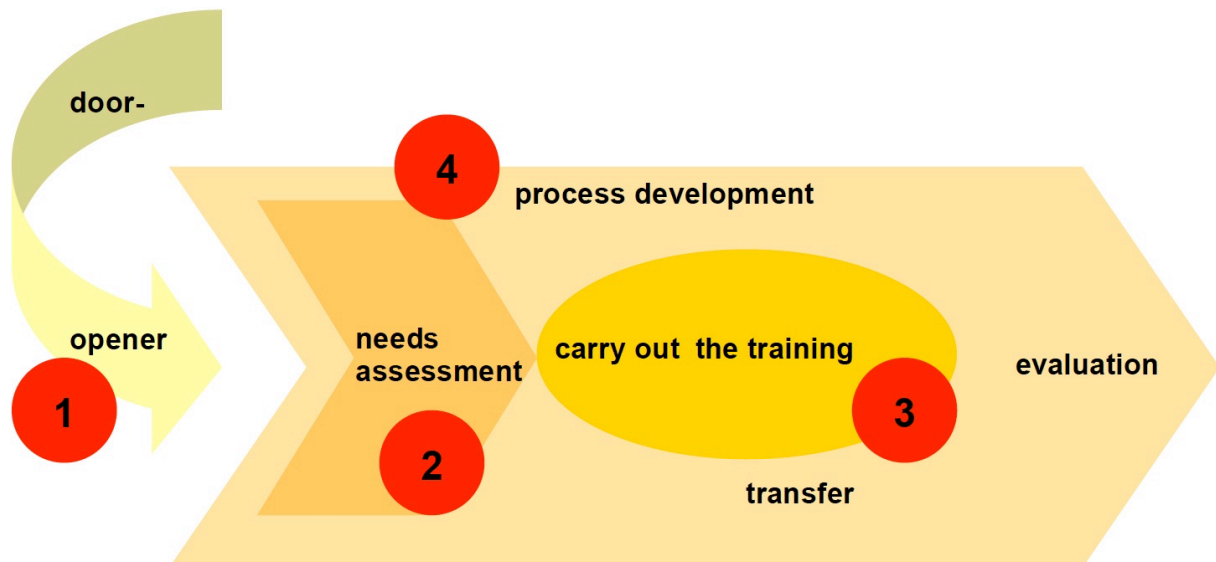 door-
opener
1
4
process development
needs
assessment
2
carry out the training
3
transfer
evaluation